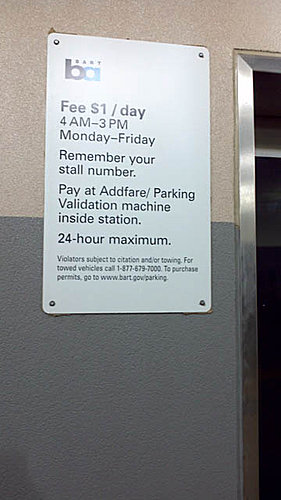 BART
ba
Fee $1 / day
4 AM–3 PM
Monday–Friday
Remember your
stall number.
Pay at Addfare/ Parking
Validation machine
inside station.
24-hour maximum.
Violators subject to citation and/or towing. For
towed vehicles call 1-877-679-7000. To purchase
permits, go to www.bart.gov/parking.